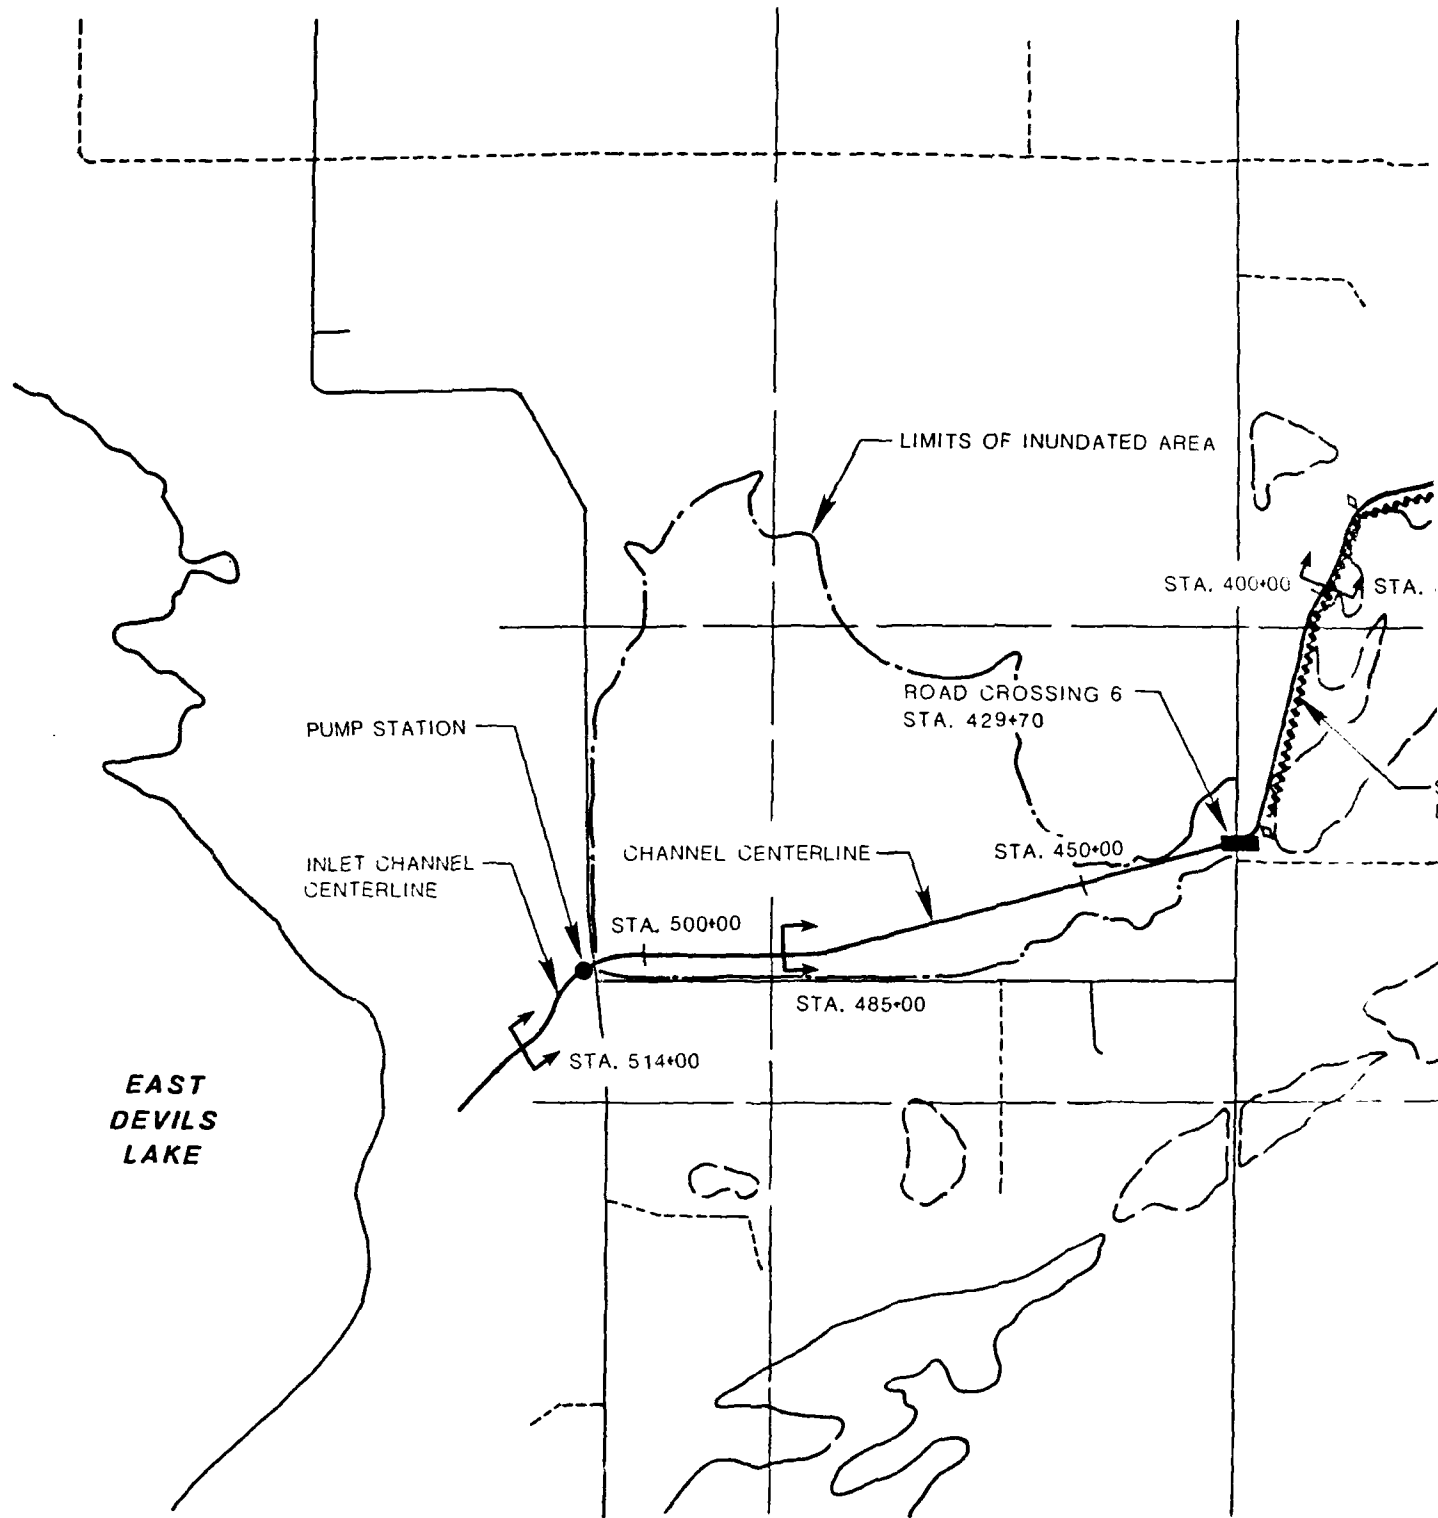 LIMITS OF INUNDATED AREA
STA. 400+00
STA.
ROAD CROSSING 6
STA. 429+70
PUMP STATION
INLET CHANNEL
CENTERLINE
CHANNEL CENTERLINE
STA. 450+00
STA. 500+00
STA. 485+00
STA. 514+00
EAST
DEVILS
LAKE